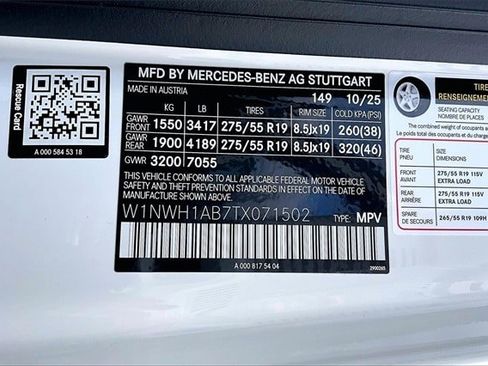 Rescue Card
A 000 584 53 18
MFD BY MERCEDES-BENZ AG STUTTGART
MADE IN AUSTRIA 149 10/25
KG LB TIRES RIM SIZE COLD KPA (PSI)
GAWR FRONT 1550 3417 275/55 R19 8.5Jx19 260(38)
GAWR REAR 1900 4189 275/55 R19 8.5Jx19 320(46)
GVWR 3200 7055
THIS VEHICLE CONFORMS TO ALL APPLICABLE FEDERAL MOTOR VEHICLE
SAFETY AND THEFT PREVENTION STANDARDS IN EFFECT ON THE DATE
OF MANUFACTURE SHOWN ABOVE.
W1NWH1AB7TX071502 TYPE: MPV
A 000 817 54 04
2900265
TIRE
RENSEIGNEMEN
SEATING CAPACITY
NOMBRE DE PLACES
The combined weight of occupants a
Le poids total des occupants et du c
TIRE DIMENSIONS
PNEU DIMENSIONS
FRONT 275/55 R19 115V
AVANT EXTRA LOAD
REAR 275/55 R19 115V
ARRIÈRE EXTRA LOAD
SPARE 265/55 R19 109H
DE SECOURS